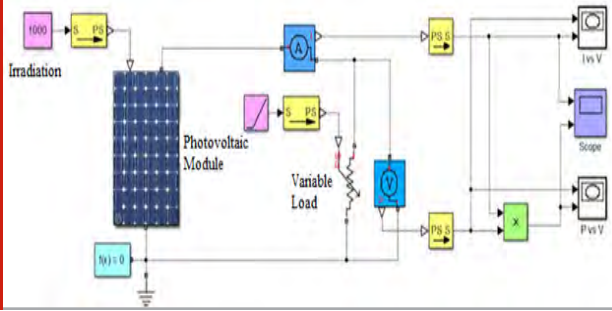 1000
S PS
Irradiation
Photovoltaic
Module
S PS
Variable
Load
A
V
f(x) = 0
PS S
PS S
×
I vs V
Scope
P vs V